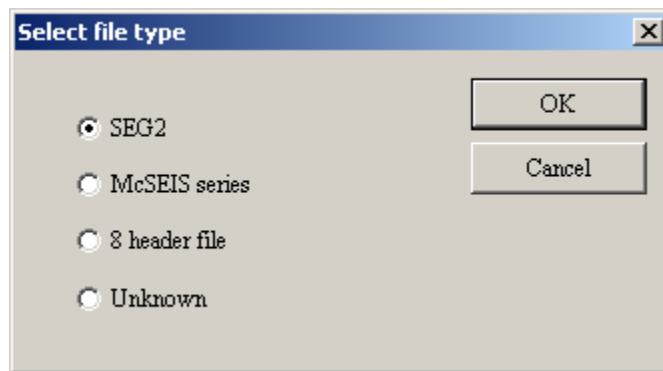 Select file type
SEG2
McSEIS series
8 header file
Unknown
OK
Cancel